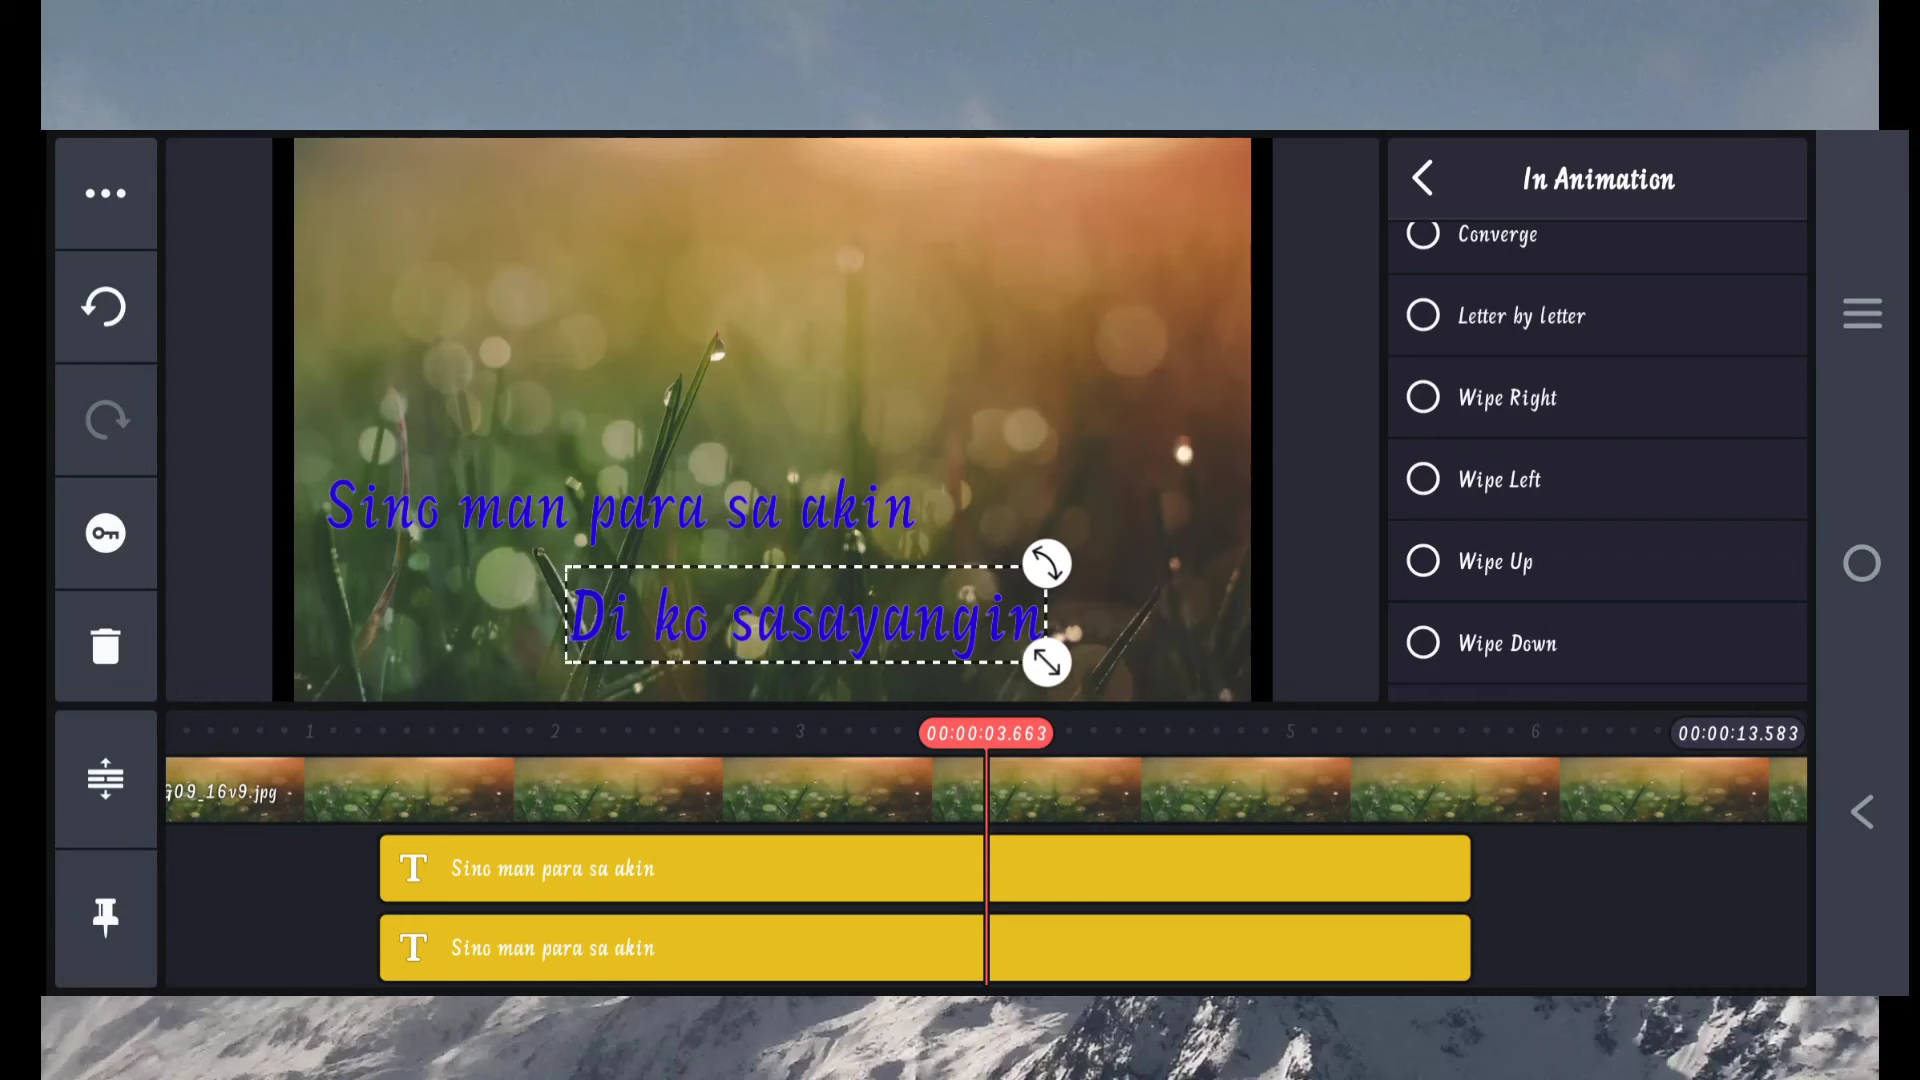 In Animation
Converge
Letter by letter
Wipe Right
Wipe Left
Wipe Up
Wipe Down
Sino man para sa akin
Di ko sasayangin
1 2 3 00:00:03.663 5 6 00:00:13.583
G09_16v9.jpg
T Sino man para sa akin
T Sino man para sa akin